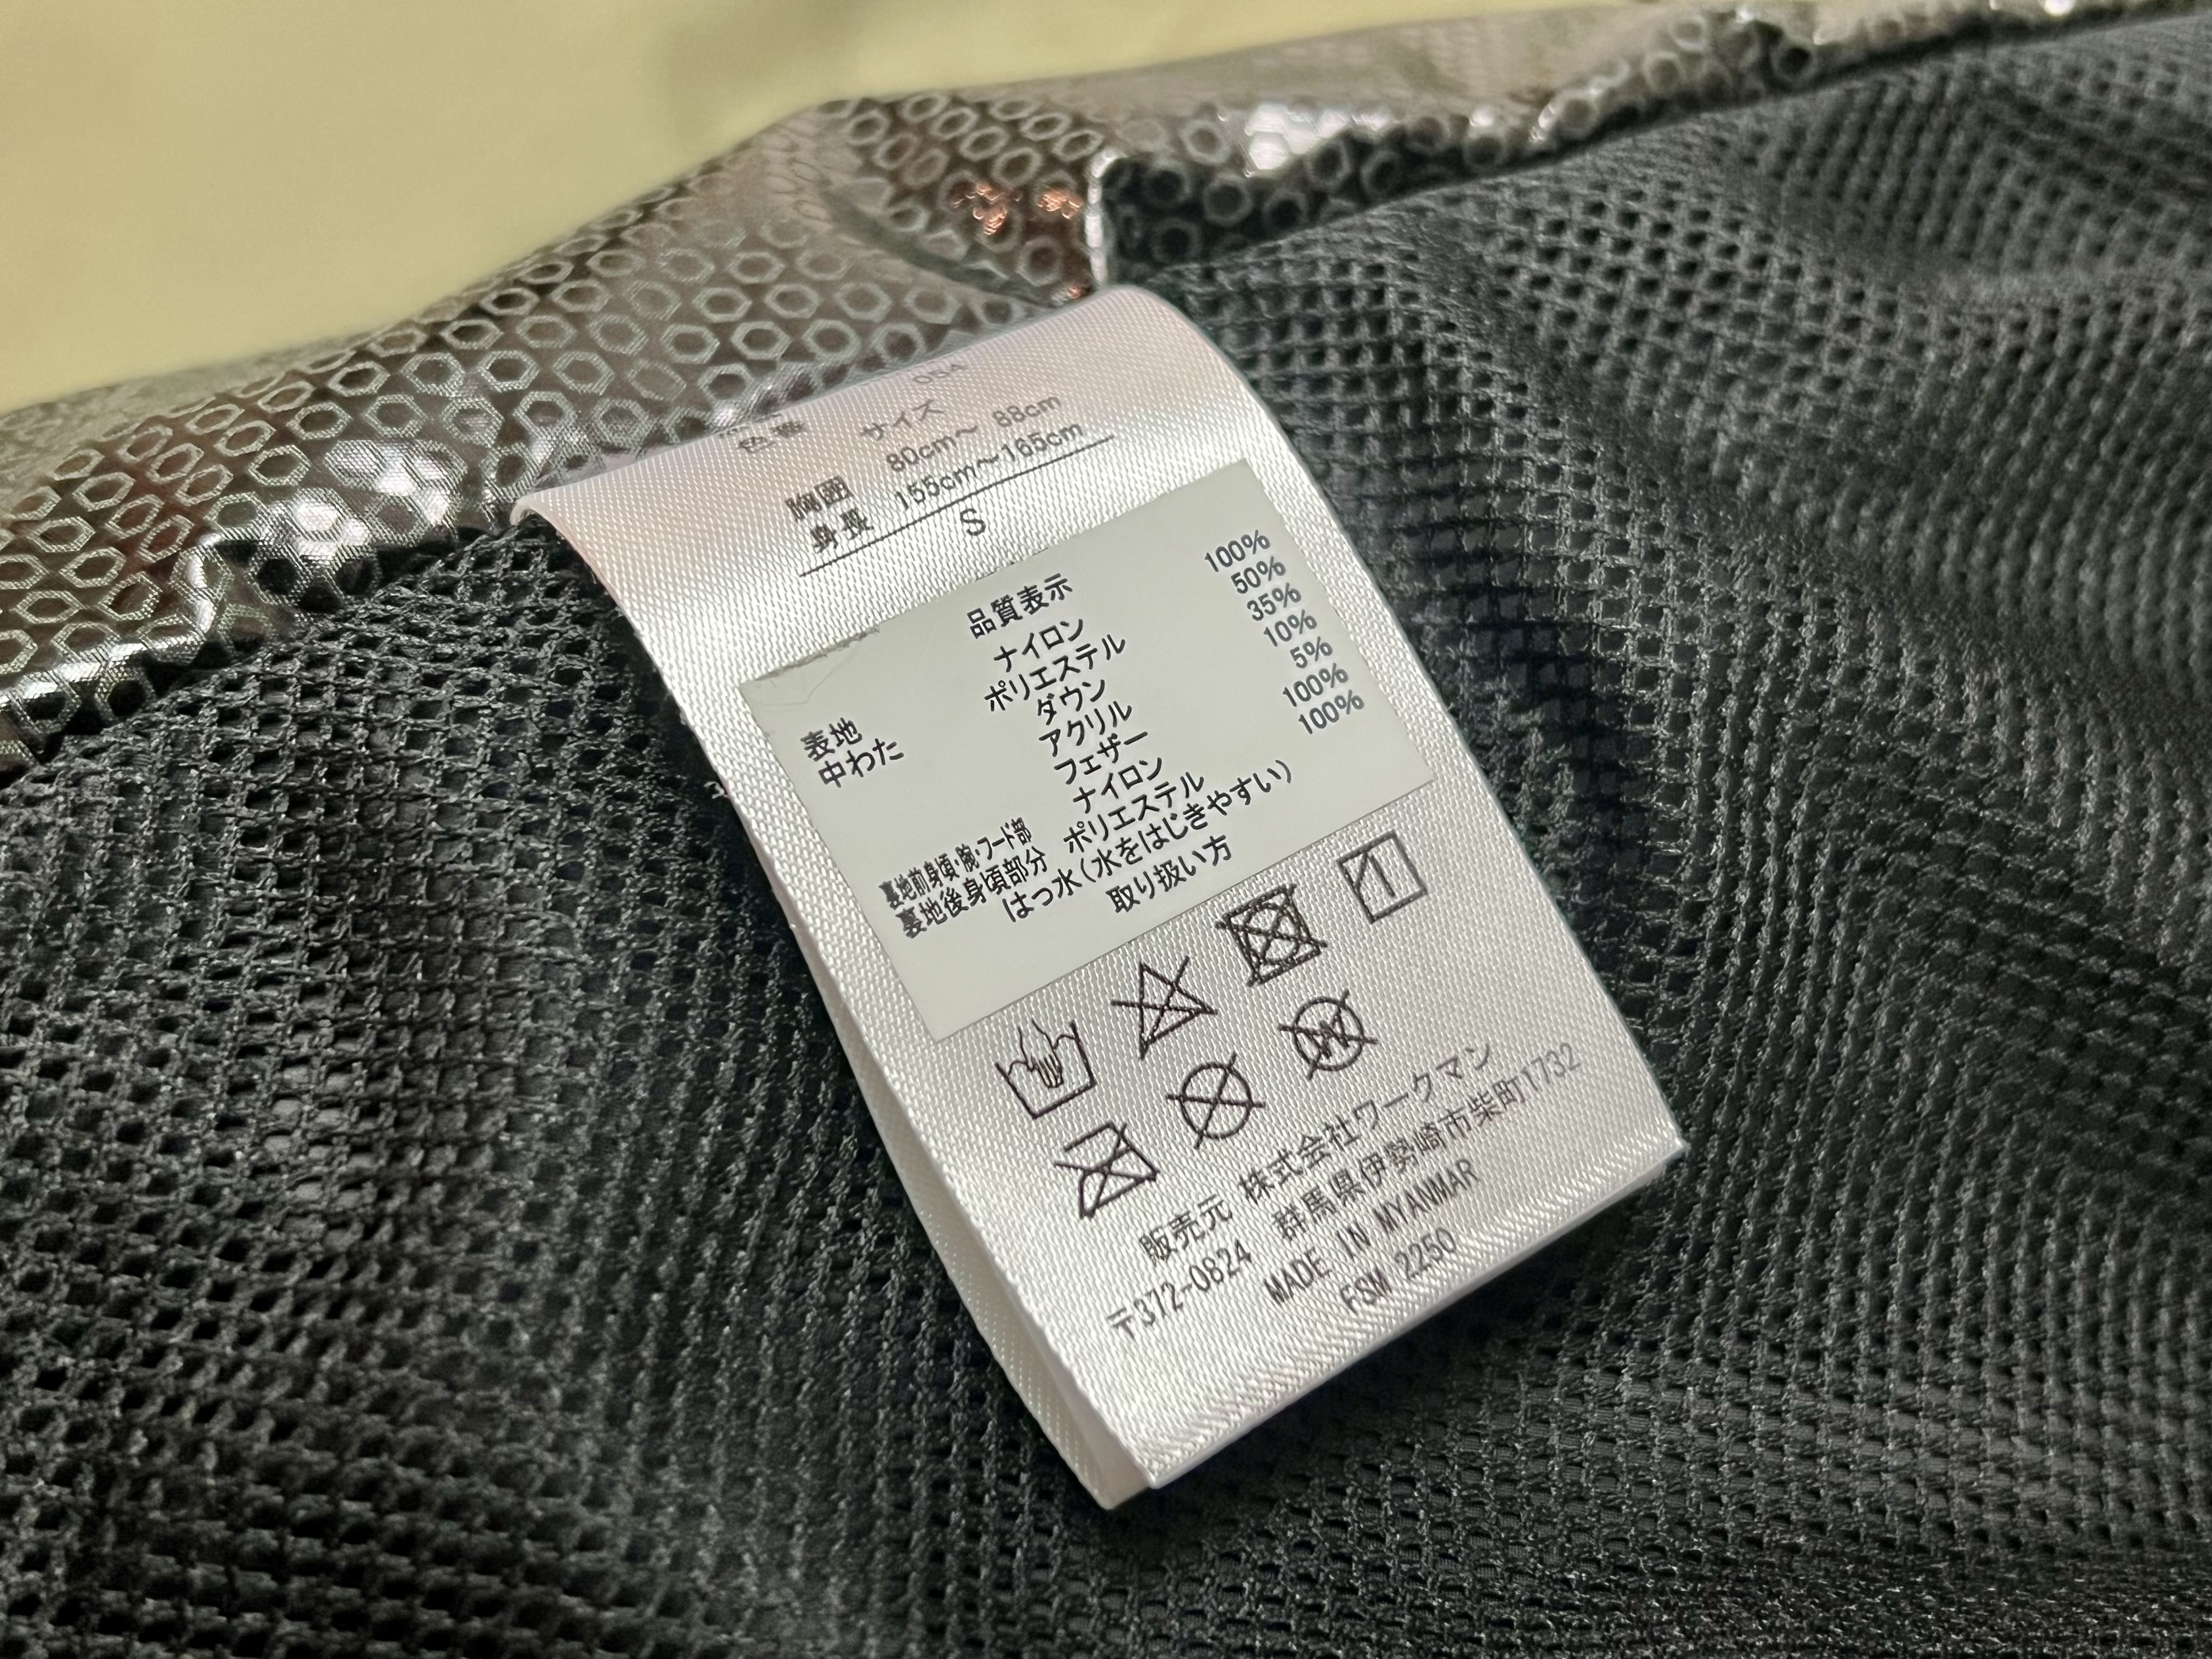 サイズ
胸囲 80cm～ 88cm
身長 155cm～165cm
S
品質表示
表地 ナイロン 100%
中わた ポリエステル 50%
ダウン 35%
アクリル 10%
フェザー 5%
裏地前身頃・腕・フード部 ナイロン 100%
裏地後身頃部分 ポリエステル 100%
はっ水（水をはじきやすい）
取り扱い方
販売元 株式会社ワークマン
〒372-0824 群馬県伊勢崎市柴町1732
MADE IN MYANMAR
FSM 2250